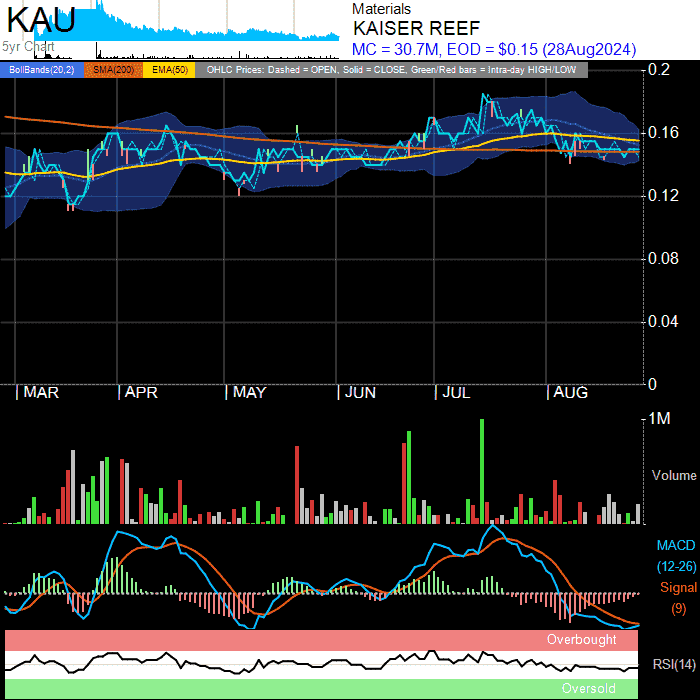 KAU
5yr Chart
Materials
KAISER REEF
MC = 30.7M, EOD = $0.15 (28Aug2024)
BollBands(20,2) SMA(200) EMA(50) OHLC Prices: Dashed = OPEN, Solid = CLOSE, Green/Red bars = Intra-day HIGH/LOW
0.2
0.16
0.12
0.08
0.04
0
MAR APR MAY JUN JUL AUG
1M
Volume
MACD
(12-26)
Signal
(9)
Overbought
RSI(14)
Oversold